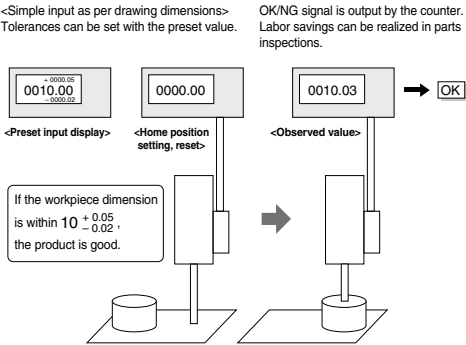 <Simple input as per drawing dimensions>
Tolerances can be set with the preset value.
OK/NG signal is output by the counter.
Labor savings can be realized in parts
inspections.
+ 0000.05
0010.00
– 0000.02
<Preset input display>
0000.00
<Home position
setting, reset>
0010.03
<Observed value>
OK
If the workpiece dimension
is within 10 + 0.05 – 0.02 ,
the product is good.